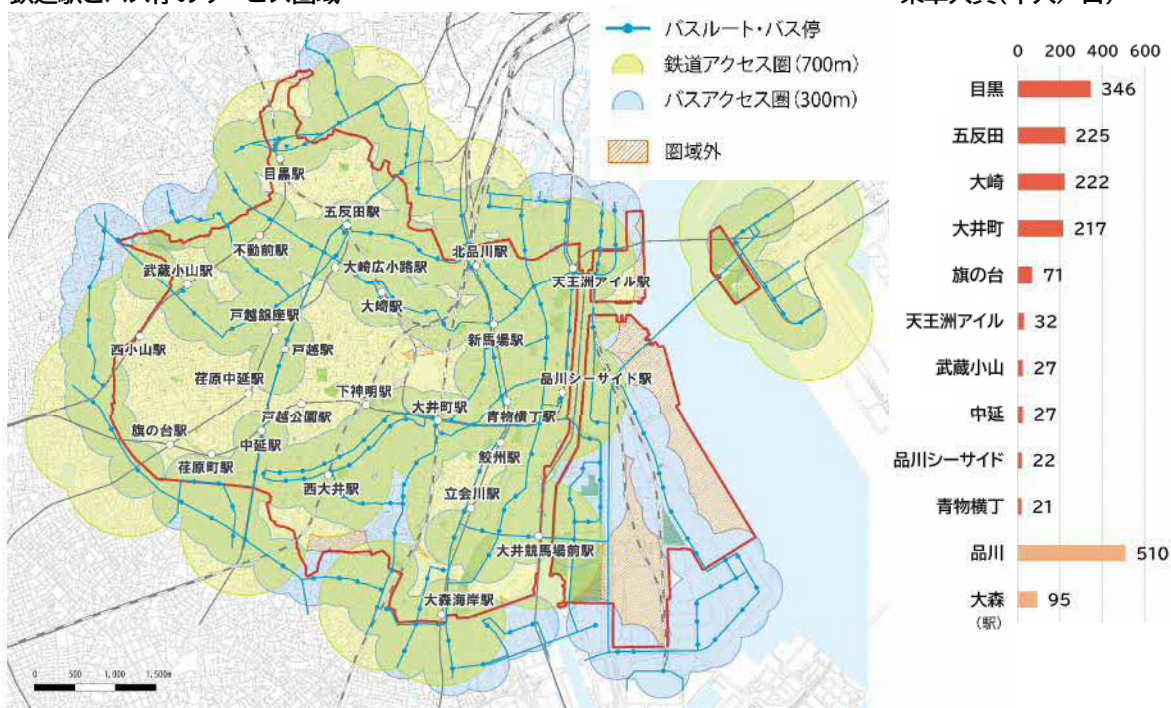 鉄道駅とバス停のサービス圏域
乗車人員(千人/日)
バスルート・バス停
鉄道アクセス圏(700m)
バスアクセス圏(300m)
圏域外
目黒駅
五反田駅
不動前駅
北品川駅
武蔵小山駅
大崎広小路駅
天王洲アイル駅
大崎駅
戸越銀座駅
新馬場駅
西小山駅
戸越駅
荏原中延駅
下神明駅
品川シーサイド駅
戸越公園駅
大井町駅
青物横丁駅
旗の台駅
中延駅
荏原町駅
鮫州駅
西大井駅
立会川駅
大井競馬場前駅
大森海岸駅
0 500 1,000 1,500m
0 200 400 600
目黒 346
五反田 225
大崎 222
大井町 217
旗の台 71
天王洲アイル 32
武蔵小山 27
中延 27
品川シーサイド 22
青物横丁 21
品川 510
大森 95
(駅)